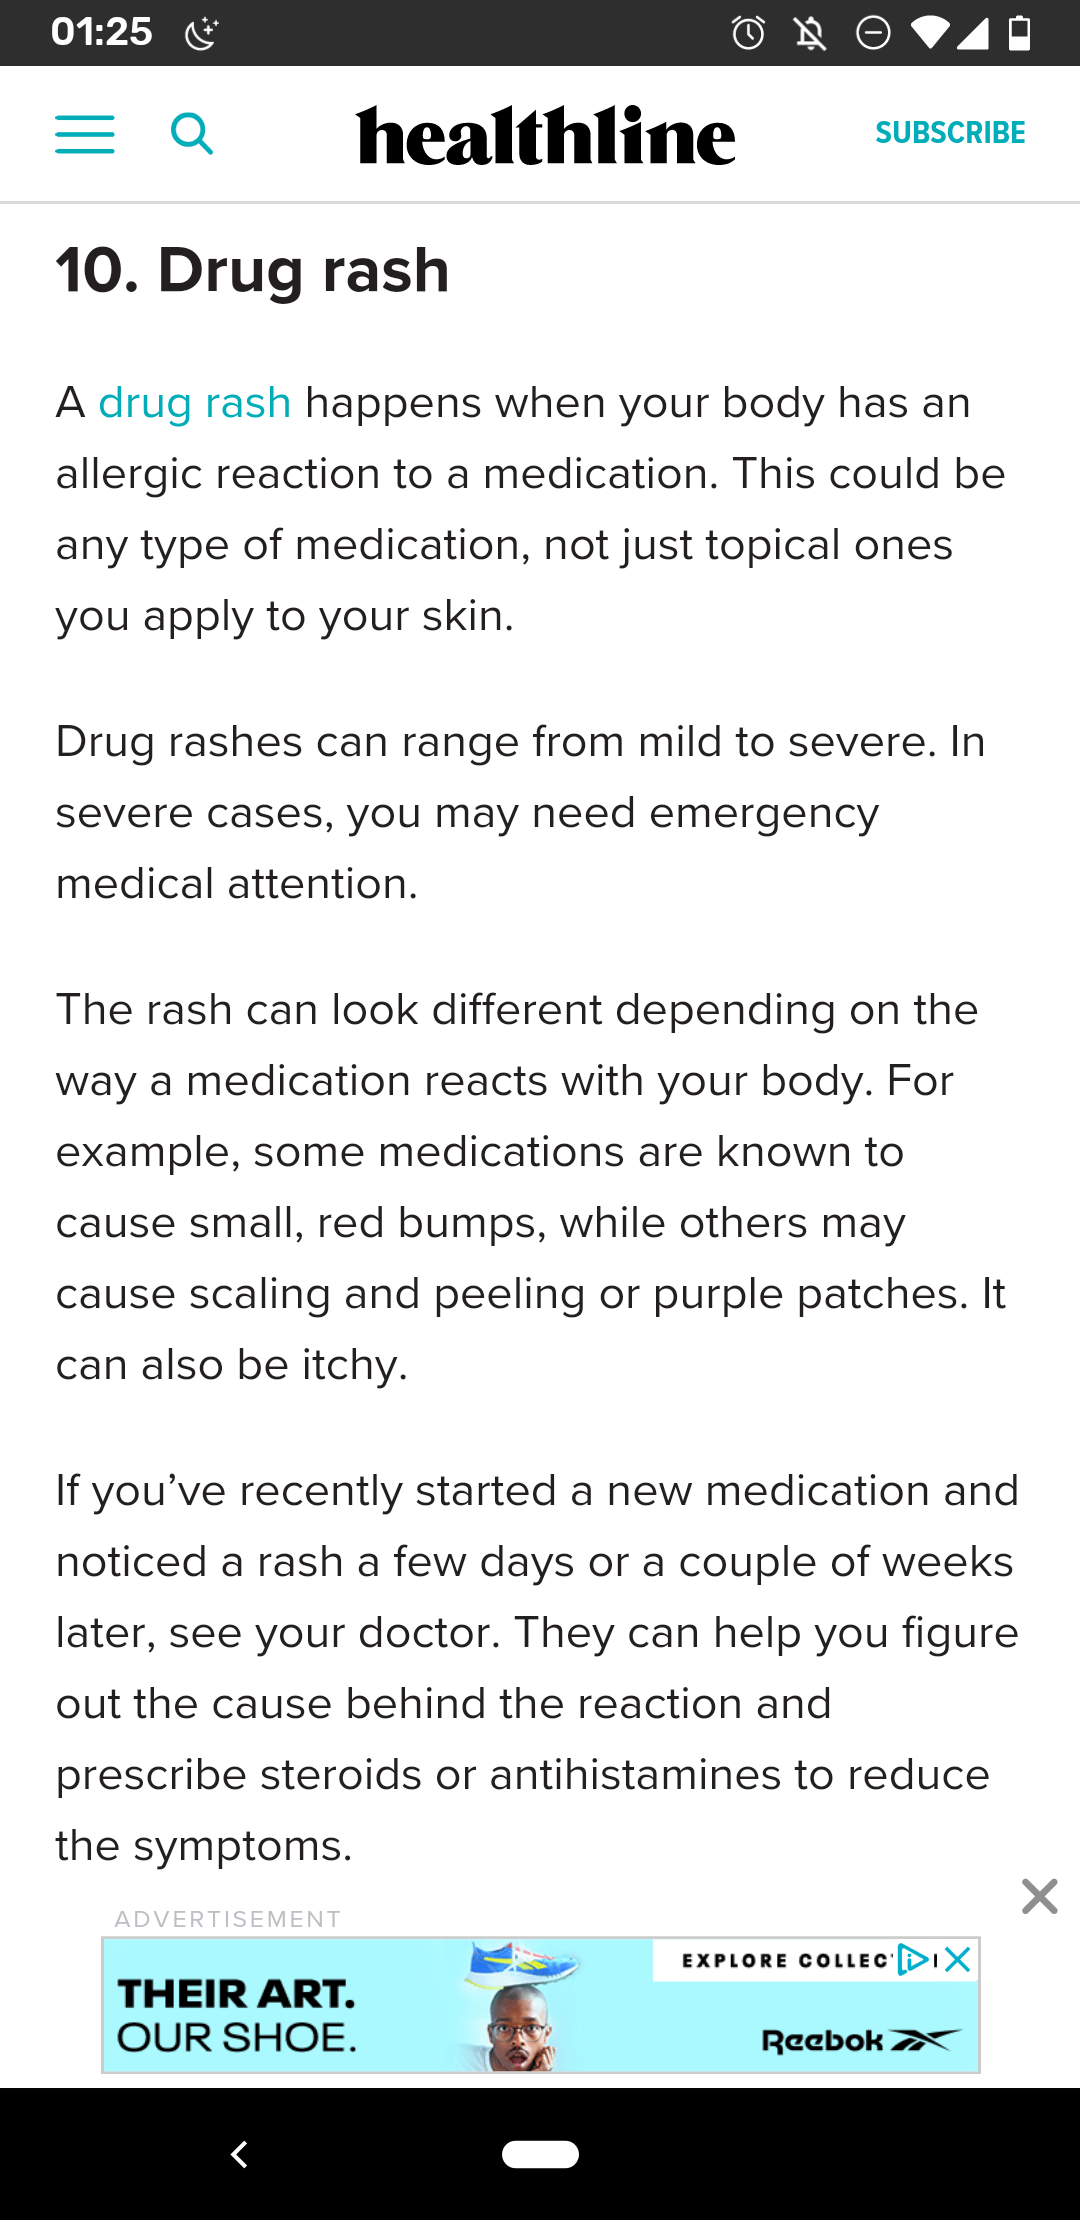 01:25
healthline
SUBSCRIBE
10. Drug rash
A drug rash happens when your body has an
allergic reaction to a medication. This could be
any type of medication, not just topical ones
you apply to your skin.
Drug rashes can range from mild to severe. In
severe cases, you may need emergency
medical attention.
The rash can look different depending on the
way a medication reacts with your body. For
example, some medications are known to
cause small, red bumps, while others may
cause scaling and peeling or purple patches. It
can also be itchy.
If you’ve recently started a new medication and
noticed a rash a few days or a couple of weeks
later, see your doctor. They can help you figure
out the cause behind the reaction and
prescribe steroids or antihistamines to reduce
the symptoms.
ADVERTISEMENT
THEIR ART.
OUR SHOE.
EXPLORE COLLEC
Reebok